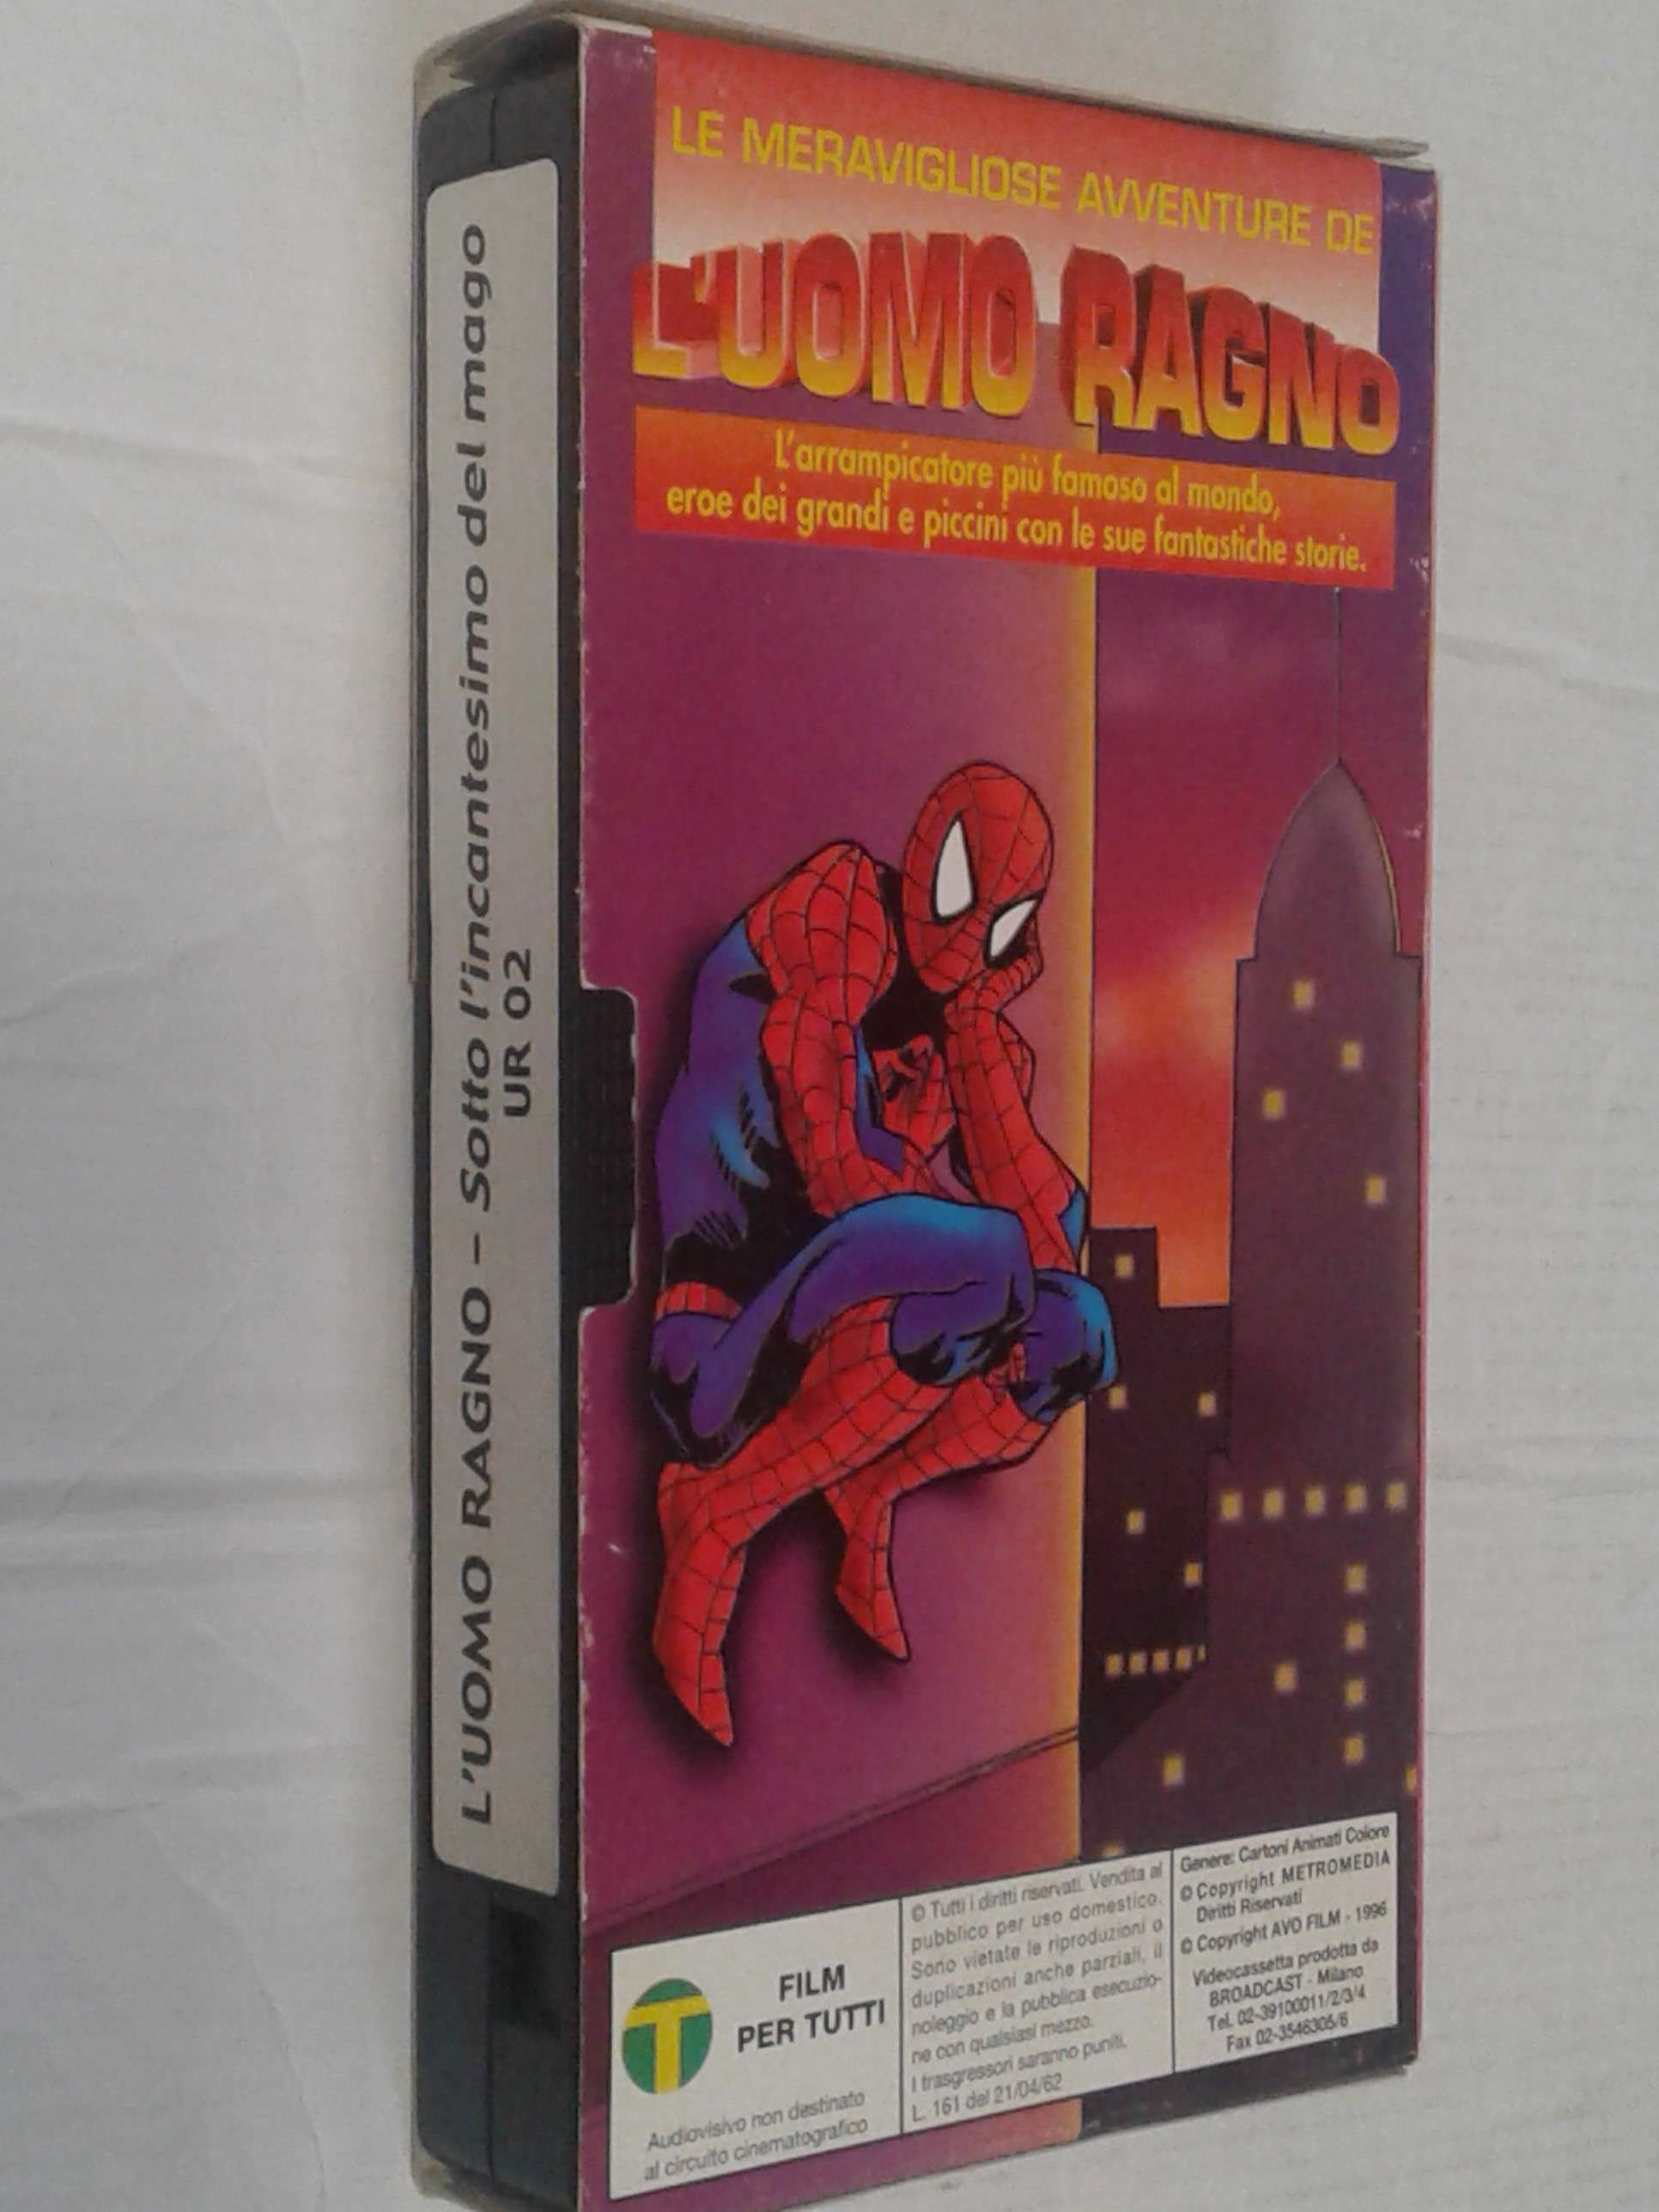 L'UOMO RAGNO - Sotto l'incantesimo del mago
UR 02
LE MERAVIGLIOSE AVVENTURE DE
L'UOMO RAGNO
L'arrampicatore più famoso al mondo,
eroe dei grandi e piccini con le sue fantastiche storie.
T
FILM
PER TUTTI
Audiovisivo non destinato
al circuito cinematografico
© Tutti i diritti riservati. Vendita al
pubblico per uso domestico.
Sono vietate le riproduzioni o
duplicazioni anche parziali, il
noleggio e la pubblica esecuzio-
ne con qualsiasi mezzo.
I trasgressori saranno puniti.
L. 161 del 21/04/62
Genere: Cartoni Animati Colore
© Copyright METROMEDIA
Diritti Riservati
© Copyright AVO FILM - 1996
Videocassetta prodotta da
BROADCAST - Milano
Tel. 02-39100011/2/3/4
Fax 02-3546305/6